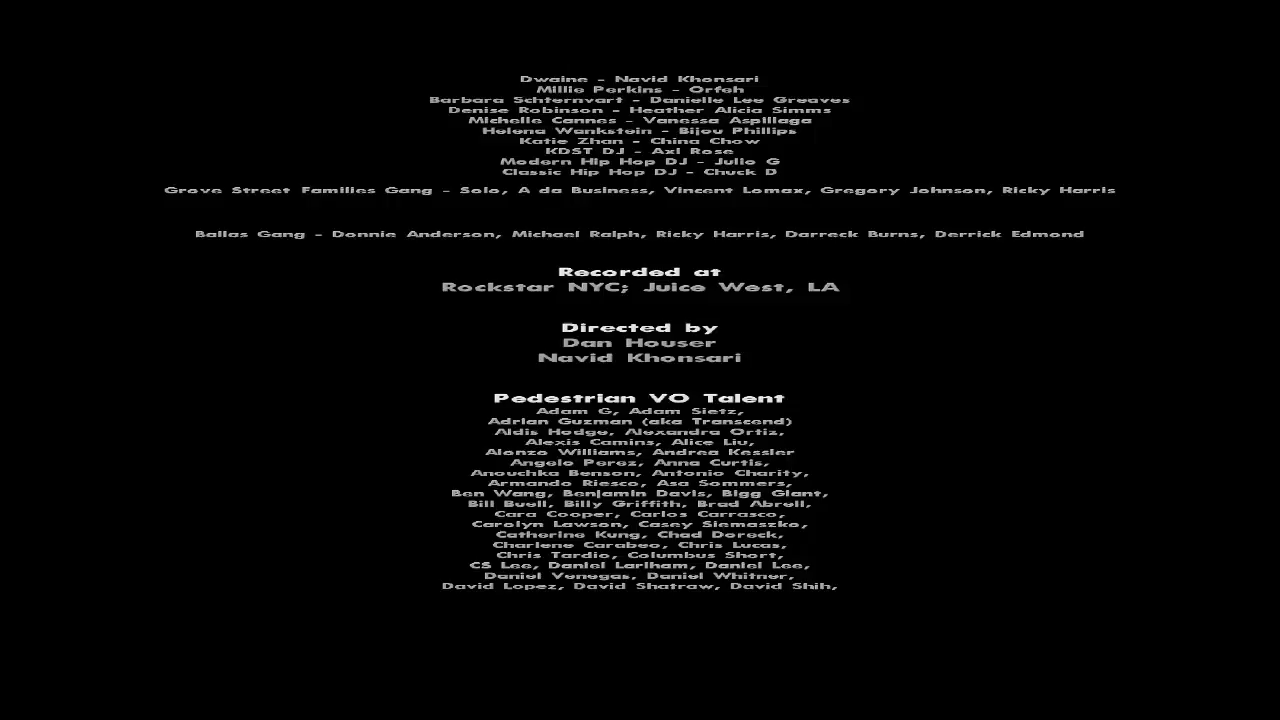 Dwaine - Navid Khonsari
Millie Perkins - Orfeh
Barbara Schternvart - Danielle Lee Greaves
Denise Robinson - Heather Alicia Simms
Michelle Cannes - Vanessa Aspillaga
Helena Wankstein - Bijou Phillips
Katie Zhan - China Chow
KDST DJ - Axl Rose
Modern Hip Hop DJ - Julio G
Classic Hip Hop DJ - Chuck D
Grove Street Families Gang - Solo, A da Business, Vincent Lomax, Gregory Johnson, Ricky Harris
Ballas Gang - Donnie Anderson, Michael Ralph, Ricky Harris, Darreck Burns, Derrick Edmond
Recorded at
Rockstar NYC; Juice West, LA
Directed by
Dan Houser
Navid Khonsari
Pedestrian VO Talent
Adam G, Adam Sietz,
Adrian Guzman (aka Transcend)
Aldis Hodge, Alexandra Ortiz,
Alexis Camins, Alice Liu,
Alonzo Williams, Andrea Kessler
Angelo Perez, Anna Curtis,
Anouchka Benson, Antonio Charity,
Armando Riesco, Asa Sommers,
Ben Wang, Benjamin Davis, Bigg Giant,
Bill Buell, Billy Griffith, Brad Abrell,
Cara Cooper, Carlos Carrasco,
Carolyn Lawson, Casey Siemaszko,
Catherine Kung, Chad Doreck,
Charlene Carabeo, Chris Lucas,
Chris Tardio, Columbus Short,
CS Lee, Daniel Larlham, Daniel Lee,
Daniel Venegas, Daniel Whitner,
David Lopez, David Shatraw, David Shih,